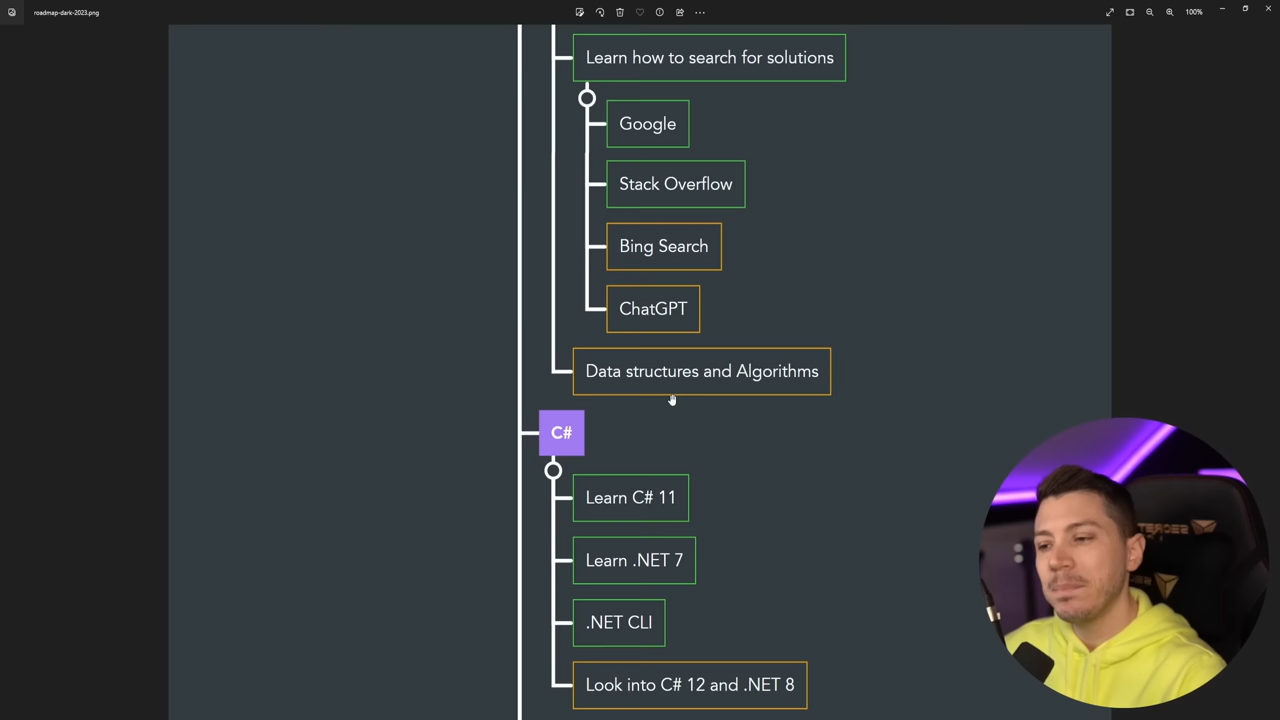 roadmap-dark-2023.png
100%
Learn how to search for solutions
Google
Stack Overflow
Bing Search
ChatGPT
Data structures and Algorithms
C#
Learn C# 11
Learn .NET 7
.NET CLI
Look into C# 12 and .NET 8